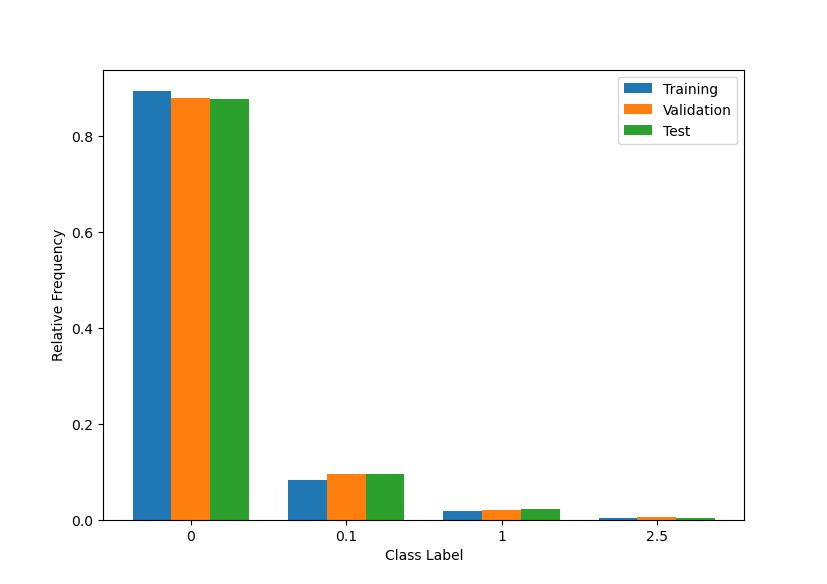 Training
Validation
Test
Relative Frequency
0.8
0.6
0.4
0.2
0.0
0 0.1 1 2.5
Class Label